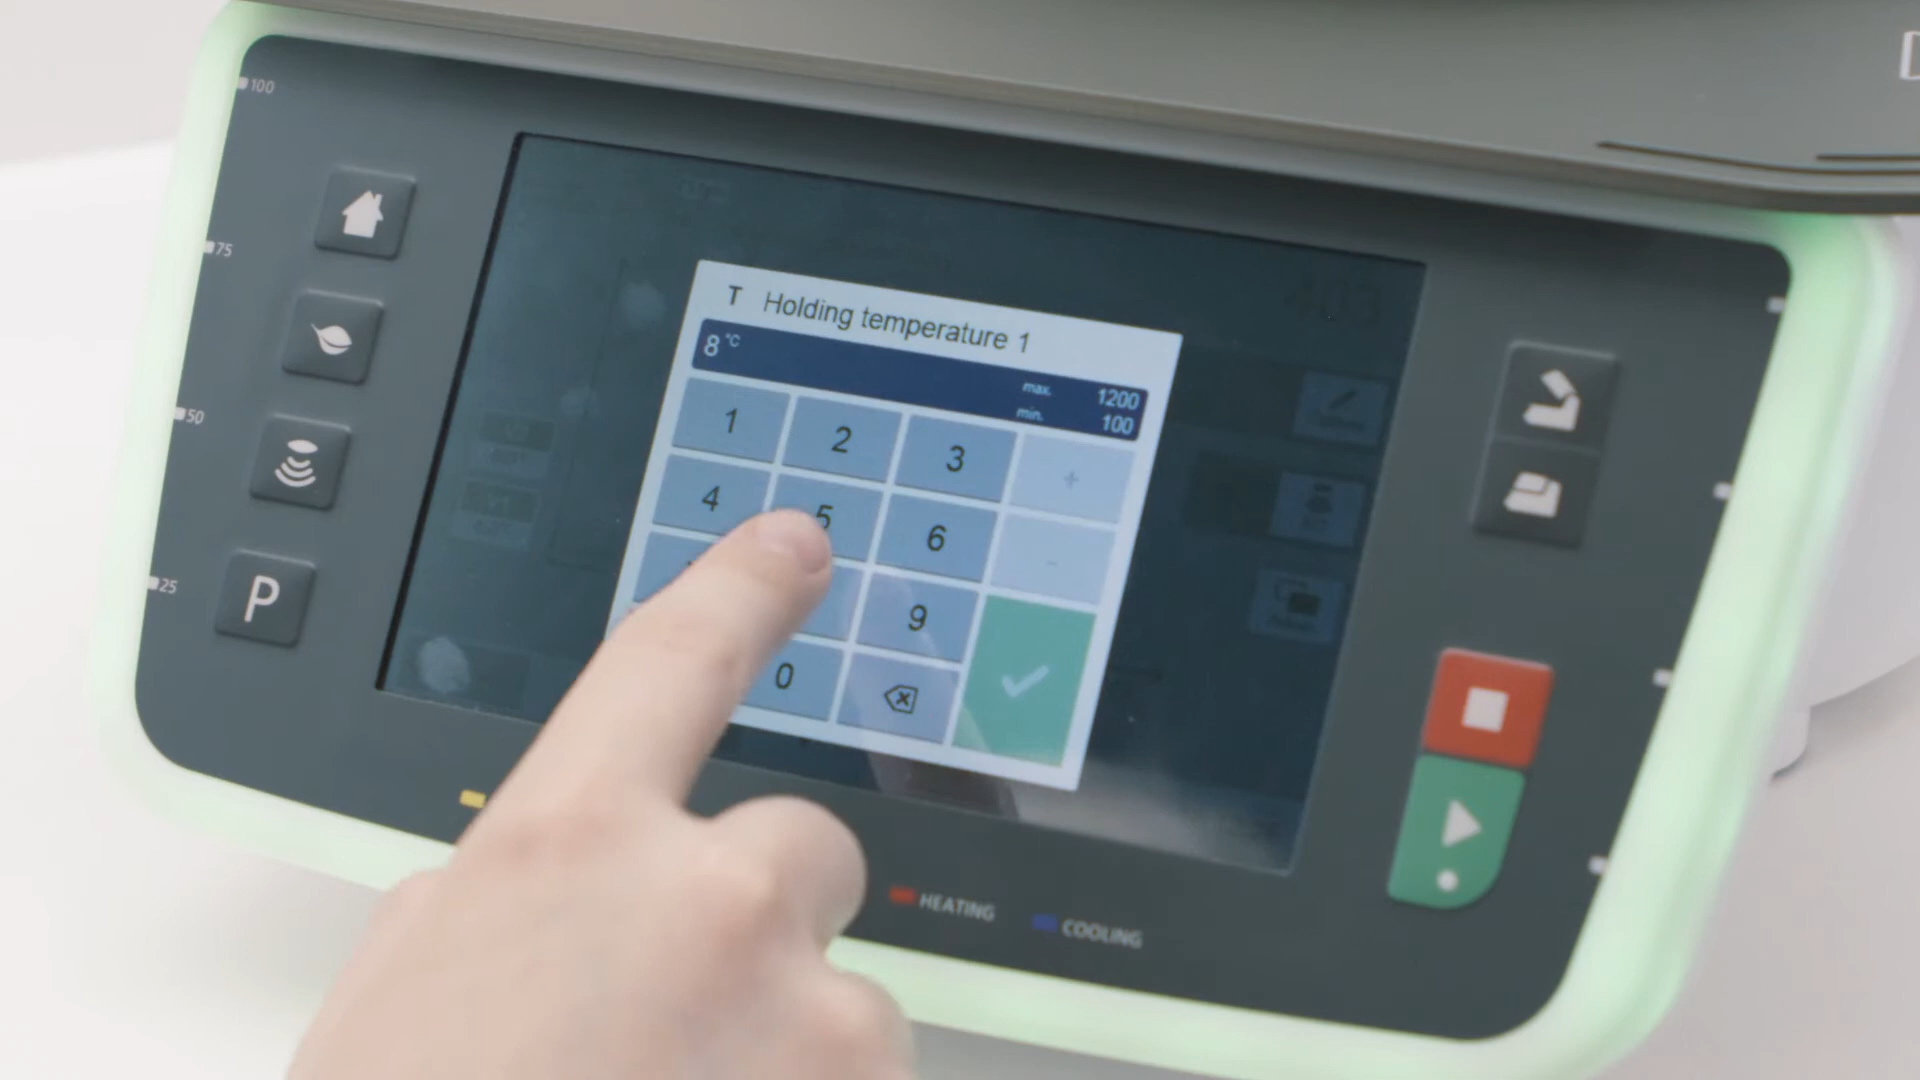 100
75
50
25
P
T Holding temperature 1
8 °C
max. 1200
min. 100
1 2 3 +
4 5 6 -
9
0
HEATING
COOLING